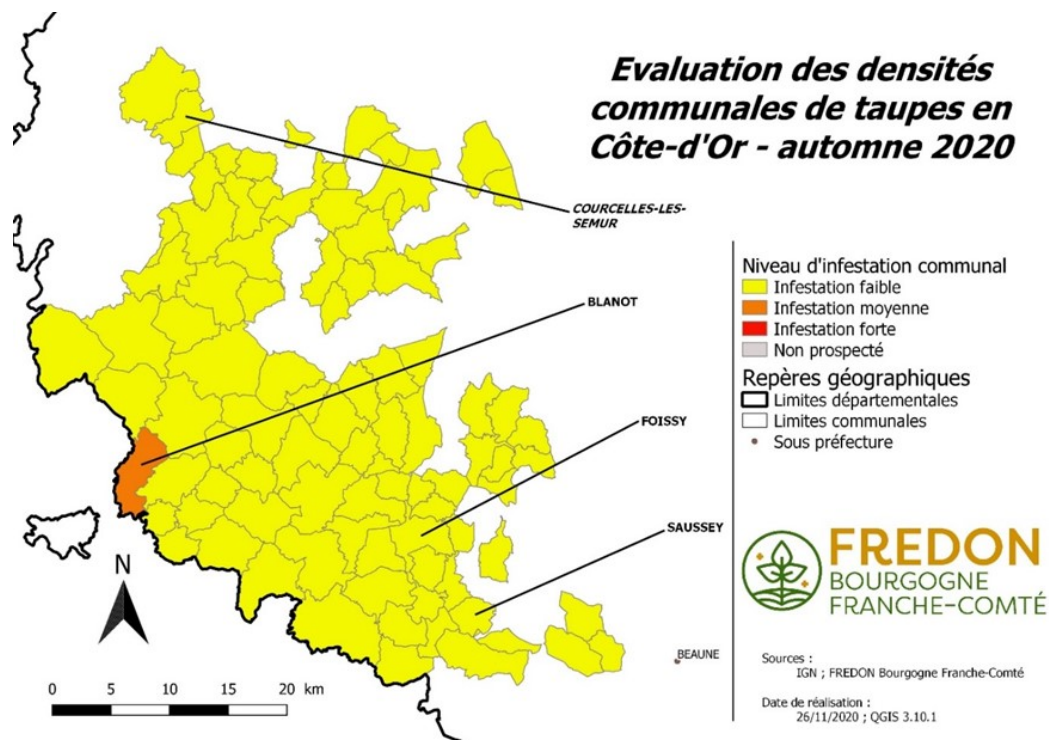 Evaluation des densités
communales de taupes en
Côte-d'Or - automne 2020
COURCELLES-LES-
SEMUR
BLANOT
FOISSY
SAUSSEY
BEAUNE
N
0 5 10 15 20 km
Niveau d'infestation communal
Infestation faible
Infestation moyenne
Infestation forte
Non prospecté
Repères géographiques
Limites départementales
Limites communales
Sous préfecture
FREDON
BOURGOGNE
FRANCHE-COMTÉ
Sources :
IGN ; FREDON Bourgogne Franche-Comté
Date de réalisation :
26/11/2020 ; QGIS 3.10.1